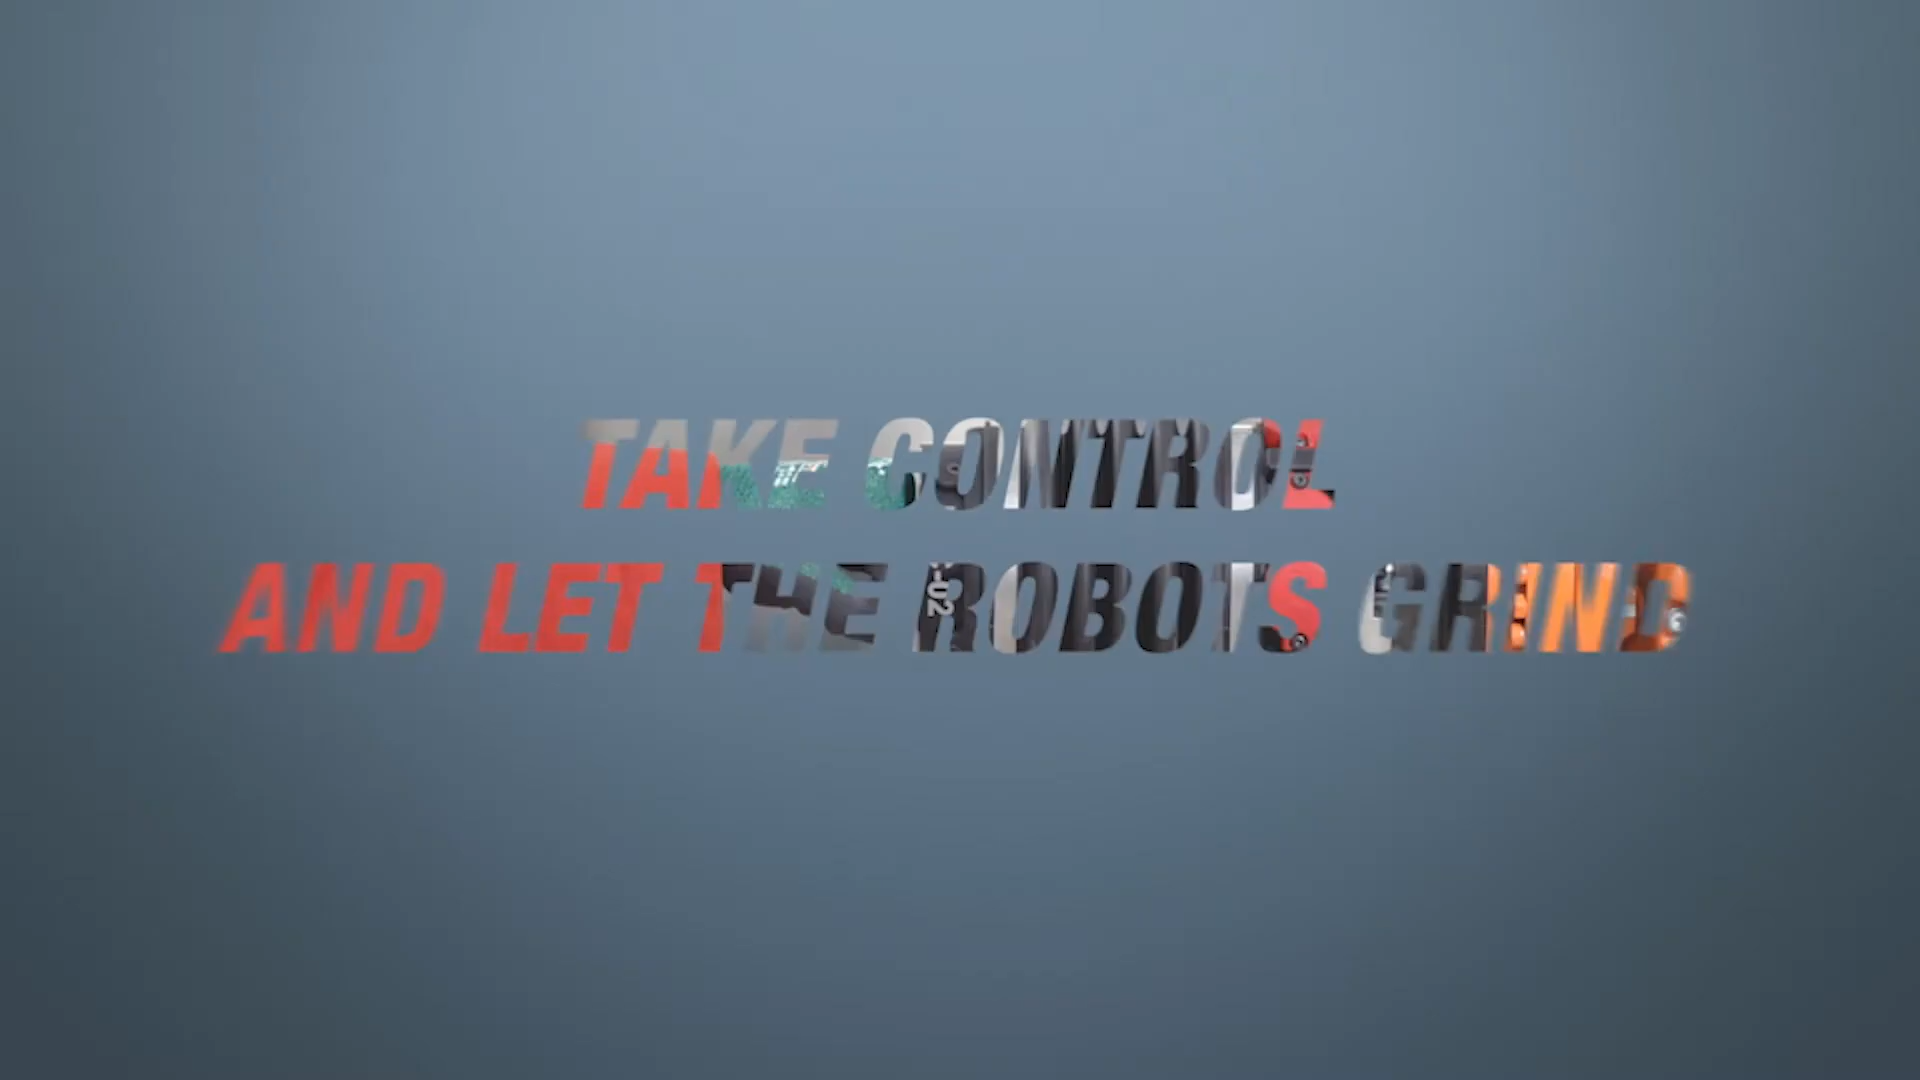 TAKE CONTROL
AND LET THE ROBOTS GRIND